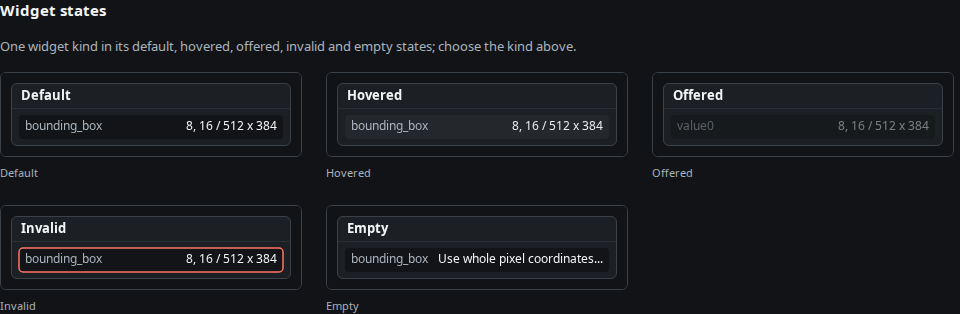 Widget states
One widget kind in its default, hovered, offered, invalid and empty states; choose the kind above.
Default
bounding_box 8, 16 / 512 x 384
Default
Hovered
bounding_box 8, 16 / 512 x 384
Hovered
Offered
value0 8, 16 / 512 x 384
Offered
Invalid
bounding_box 8, 16 / 512 x 384
Invalid
Empty
bounding_box Use whole pixel coordinates...
Empty